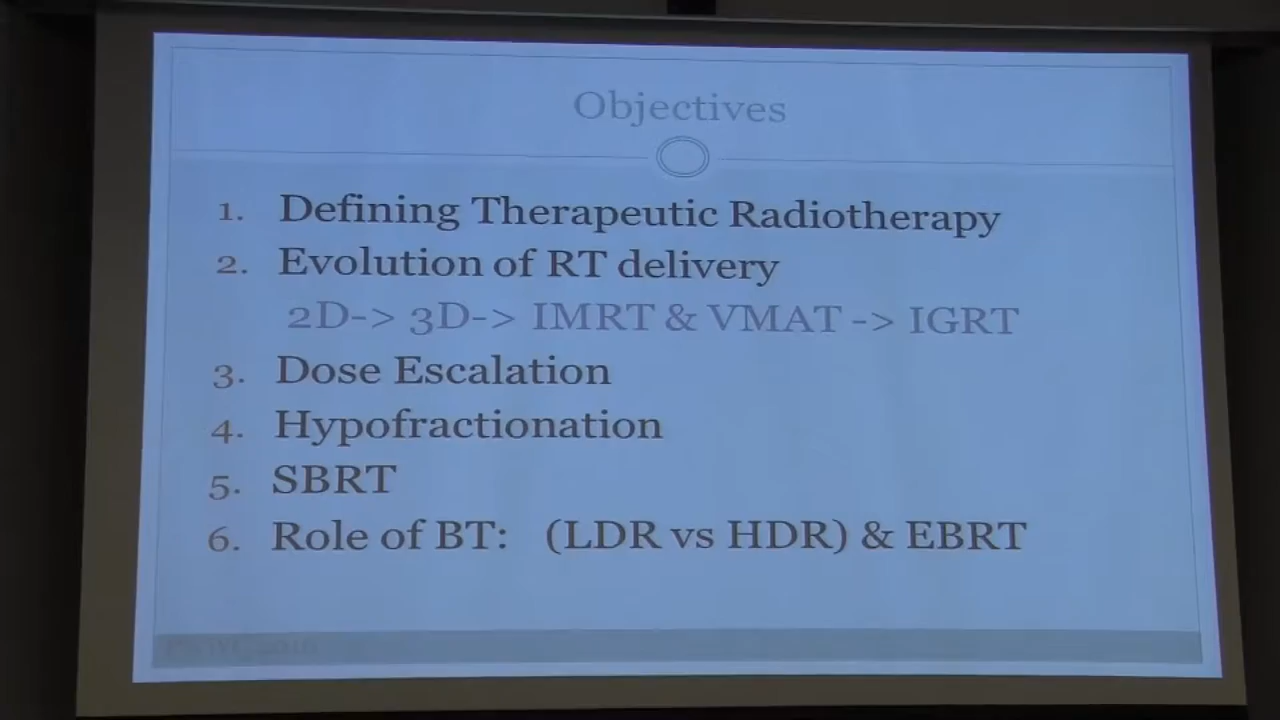 Objectives
1. Defining Therapeutic Radiotherapy
2. Evolution of RT delivery
2D-> 3D-> IMRT & VMAT -> IGRT
3. Dose Escalation
4. Hypofractionation
5. SBRT
6. Role of BT: (LDR vs HDR) & EBRT